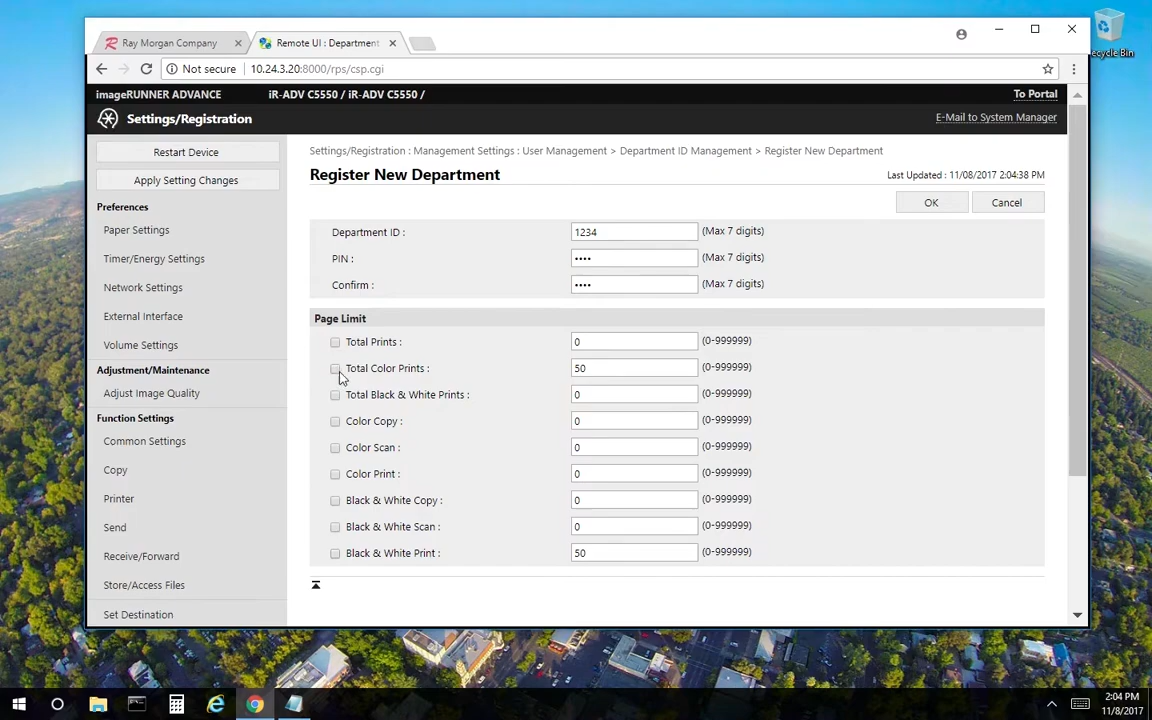 Ray Morgan Company
Remote UI : Department
Recycle Bin
Not secure
10.24.3.20:8000/rps/csp.cgi
imageRUNNER ADVANCE
iR-ADV C5550 / iR-ADV C5550 /
To Portal
Settings/Registration
E-Mail to System Manager
Restart Device
Apply Setting Changes
Preferences
Paper Settings
Timer/Energy Settings
Network Settings
External Interface
Volume Settings
Adjustment/Maintenance
Adjust Image Quality
Function Settings
Common Settings
Copy
Printer
Send
Receive/Forward
Store/Access Files
Set Destination
Settings/Registration : Management Settings : User Management > Department ID Management > Register New Department
Register New Department
Last Updated : 11/08/2017 2:04:38 PM
OK
Cancel
Department ID : 1234 (Max 7 digits)
PIN : •••• (Max 7 digits)
Confirm : •••• (Max 7 digits)
Page Limit
Total Prints : 0 (0-999999)
Total Color Prints : 50 (0-999999)
Total Black & White Prints : 0 (0-999999)
Color Copy : 0 (0-999999)
Color Scan : 0 (0-999999)
Color Print : 0 (0-999999)
Black & White Copy : 0 (0-999999)
Black & White Scan : 0 (0-999999)
Black & White Print : 50 (0-999999)
2:04 PM
11/8/2017